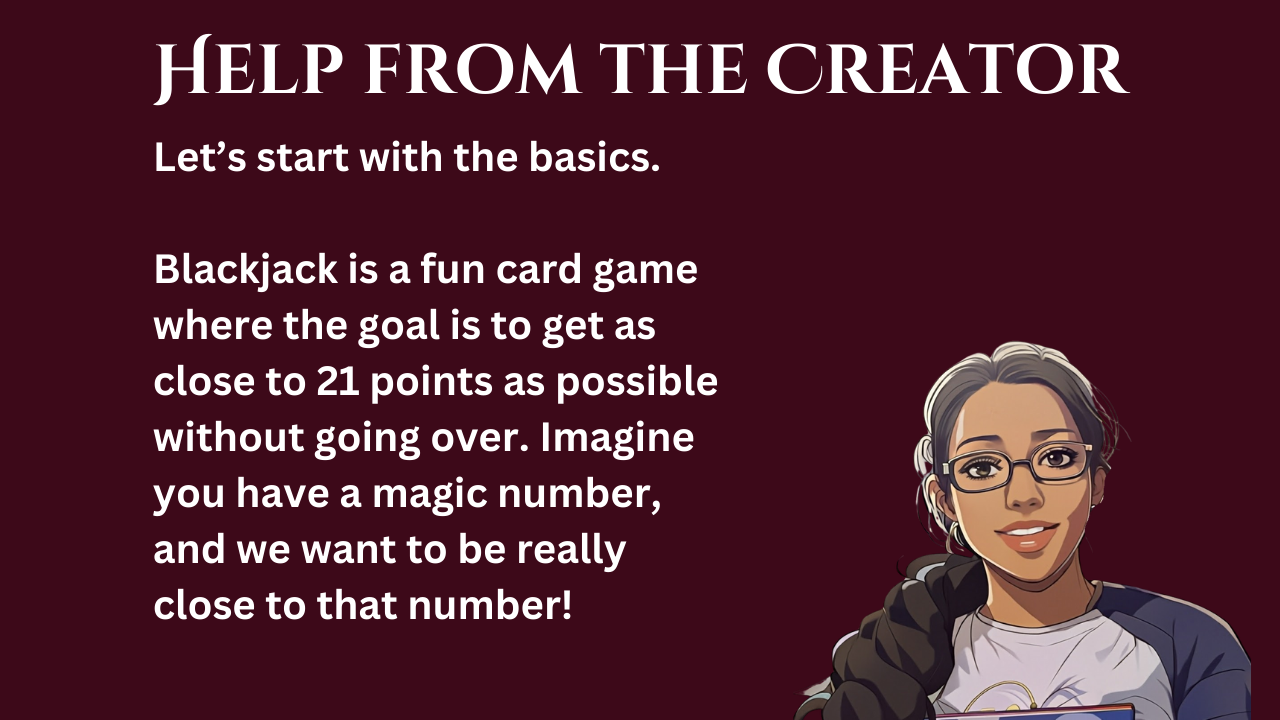 Help from the Creator
Let’s start with the basics.
Blackjack is a fun card game
where the goal is to get as
close to 21 points as possible
without going over. Imagine
you have a magic number,
and we want to be really
close to that number!